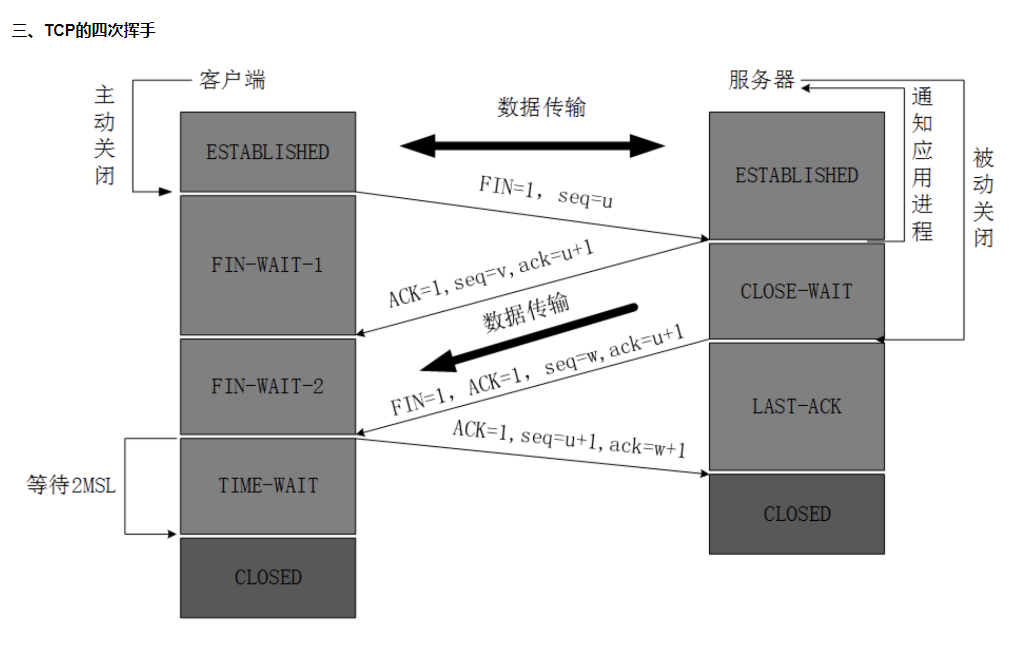 三、TCP的四次挥手
客户端
服务器
主动关闭
数据传输
通知应用进程
被动关闭
ESTABLISHED
ESTABLISHED
FIN=1, seq=u
FIN-WAIT-1
ACK=1,seq=v,ack=u+1
CLOSE-WAIT
数据传输
FIN=1, ACK=1, seq=w,ack=u+1
FIN-WAIT-2
LAST-ACK
ACK=1,seq=u+1,ack=w+1
等待2MSL
TIME-WAIT
CLOSED
CLOSED